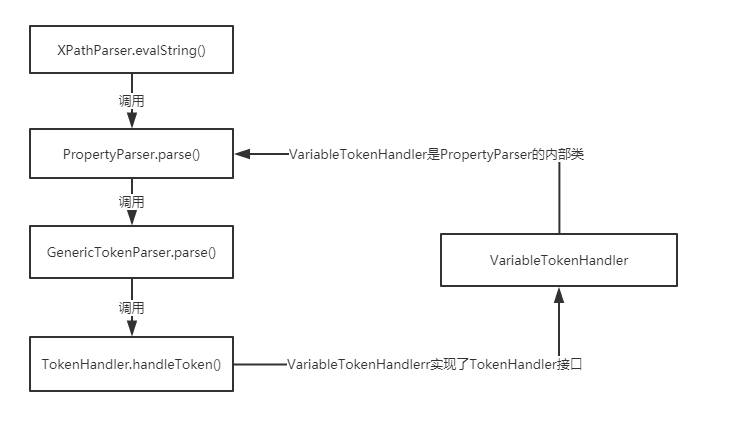 XPathParser.evalString()
调用
PropertyParser.parse()
VariableTokenHandler是PropertyParser的内部类
调用
GenericTokenParser.parse()
VariableTokenHandler
调用
TokenHandler.handleToken()
VariableTokenHandlerr实现了TokenHandler接口